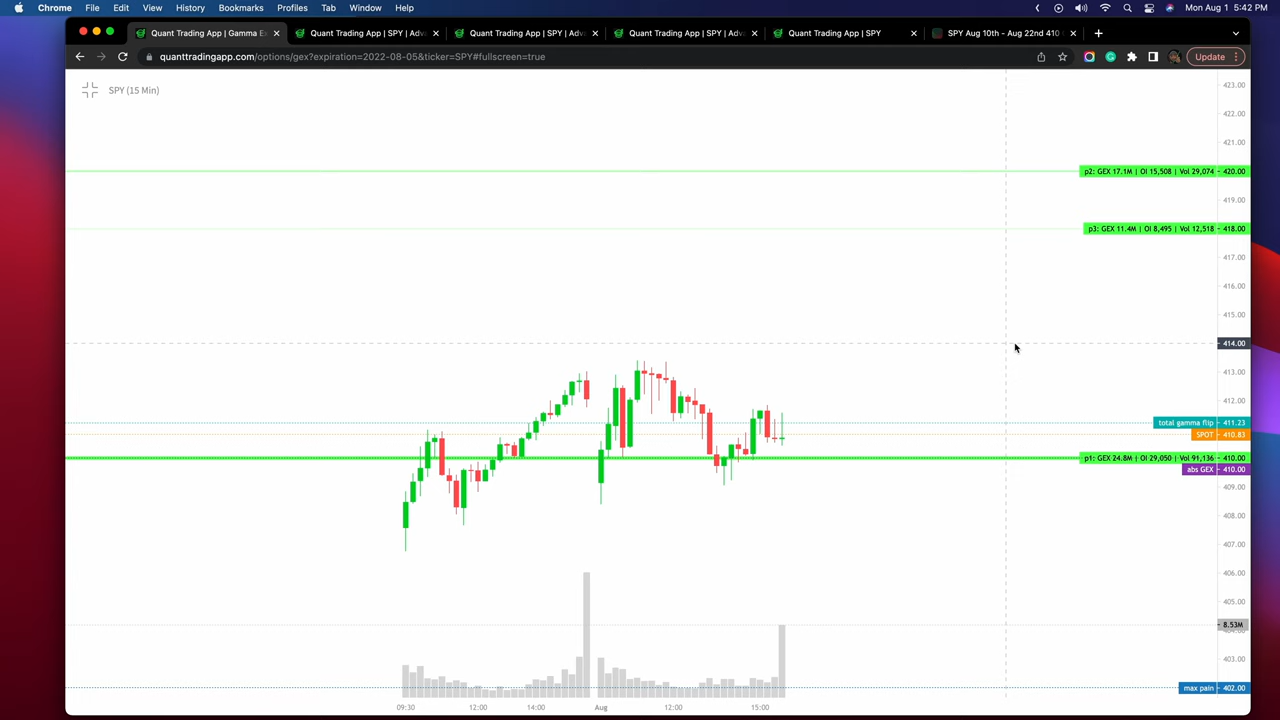 Chrome File Edit View History Bookmarks Profiles Tab Window Help Mon Aug 1 5:42 PM
Quant Trading App | Gamma Ex Quant Trading App | SPY | Adva Quant Trading App | SPY | Adva Quant Trading App | SPY | Adva Quant Trading App | SPY SPY Aug 10th - Aug 22nd 410
quanttradingapp.com/options/gex?expiration=2022-08-05&ticker=SPY#fullscreen=true Update
SPY (15 Min)
423.00
422.00
421.00
p2: GEX 17.1M | OI 15,508 | Vol 29,074 420.00
419.00
p3: GEX 11.4M | OI 8,495 | Vol 12,518 418.00
417.00
416.00
415.00
414.00
413.00
412.00
total gamma flip 411.23
SPOT 410.83
p1: GEX 24.8M | OI 29,050 | Vol 91,136 410.00
abs GEX 410.00
409.00
408.00
407.00
406.00
405.00
8.53M
404.00
403.00
max pain 402.00
09:30 12:00 14:00 Aug 12:00 15:00